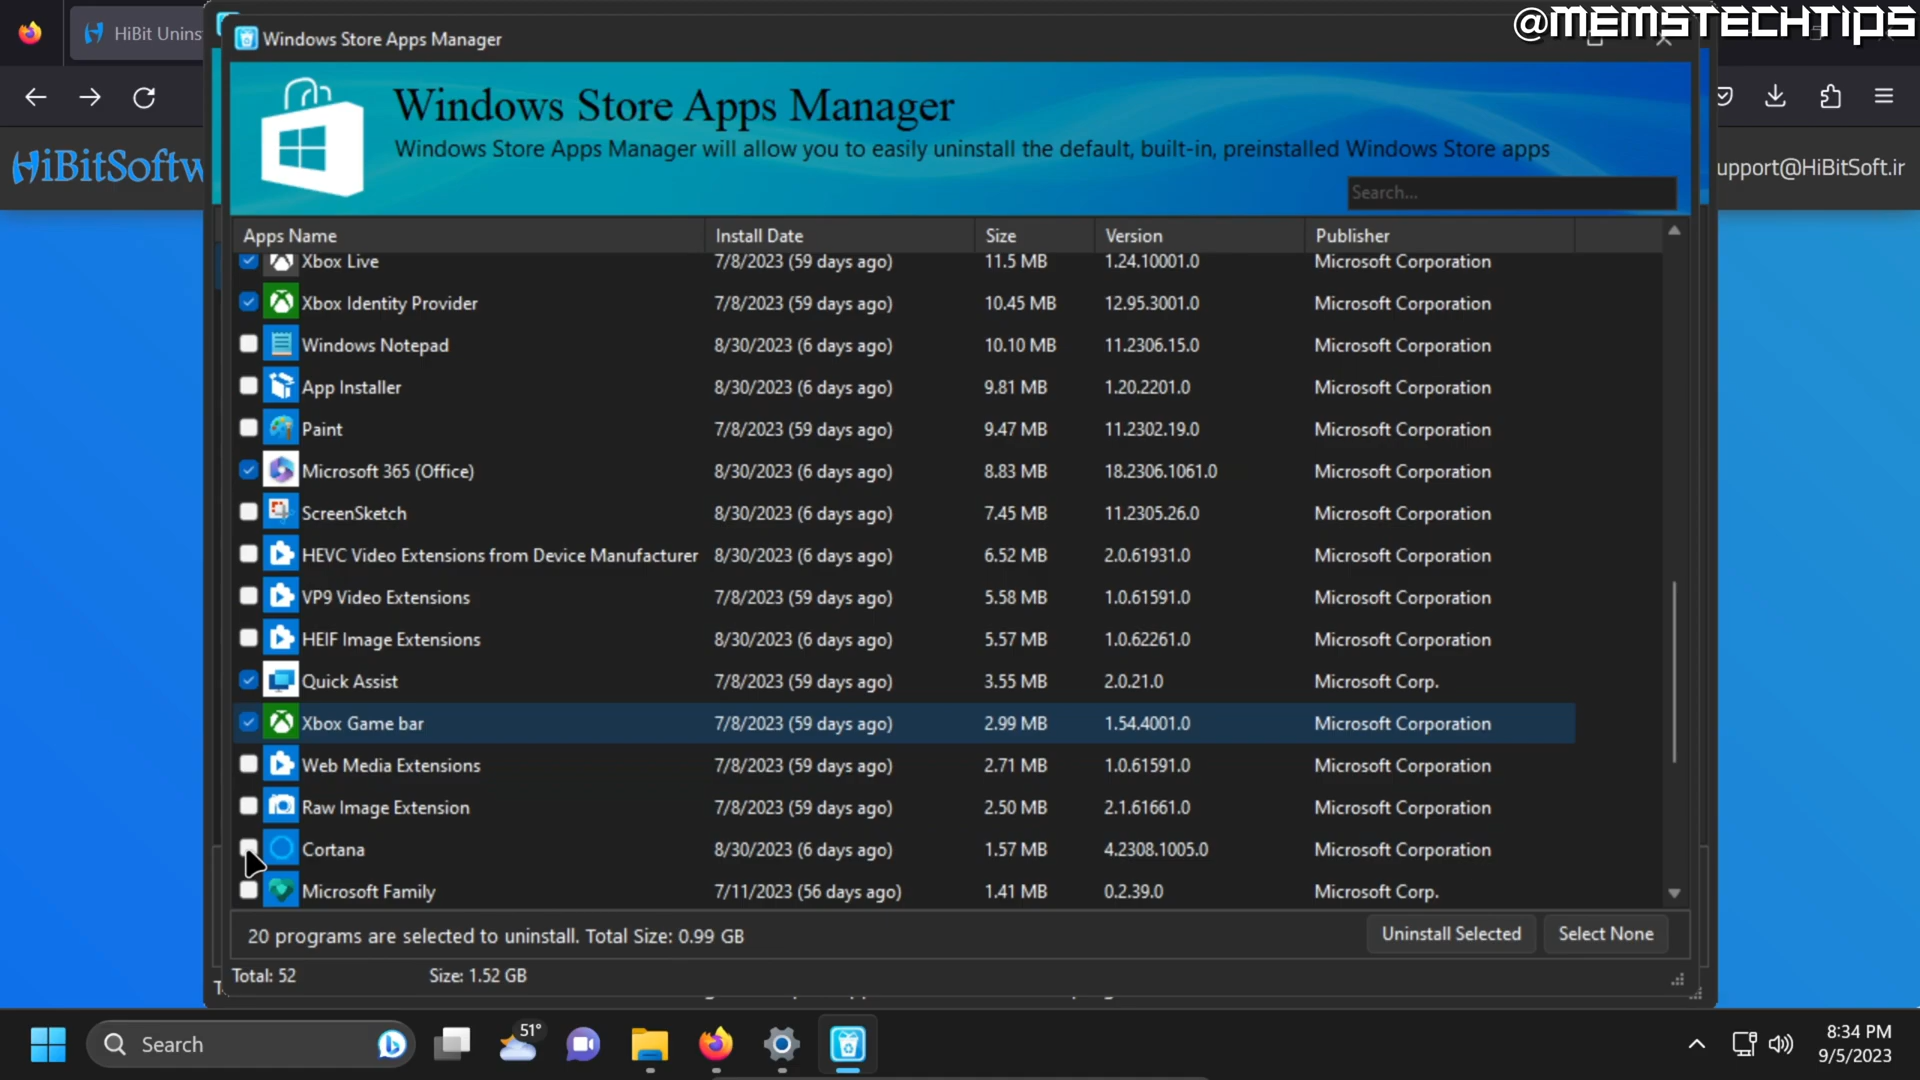 @MEMSTECHTIPS
HiBit Unins
Windows Store Apps Manager
Windows Store Apps Manager
Windows Store Apps Manager will allow you to easily uninstall the default, built-in, preinstalled Windows Store apps
HiBitSoftw
upport@HiBitSoft.ir
Search...
Apps Name Install Date Size Version Publisher
Xbox Live 7/8/2023 (59 days ago) 11.5 MB 1.24.10001.0 Microsoft Corporation
Xbox Identity Provider 7/8/2023 (59 days ago) 10.45 MB 12.95.3001.0 Microsoft Corporation
Windows Notepad 8/30/2023 (6 days ago) 10.10 MB 11.2306.15.0 Microsoft Corporation
App Installer 8/30/2023 (6 days ago) 9.81 MB 1.20.2201.0 Microsoft Corporation
Paint 7/8/2023 (59 days ago) 9.47 MB 11.2302.19.0 Microsoft Corporation
Microsoft 365 (Office) 8/30/2023 (6 days ago) 8.83 MB 18.2306.1061.0 Microsoft Corporation
ScreenSketch 8/30/2023 (6 days ago) 7.45 MB 11.2305.26.0 Microsoft Corporation
HEVC Video Extensions from Device Manufacturer 8/30/2023 (6 days ago) 6.52 MB 2.0.61931.0 Microsoft Corporation
VP9 Video Extensions 7/8/2023 (59 days ago) 5.58 MB 1.0.61591.0 Microsoft Corporation
HEIF Image Extensions 8/30/2023 (6 days ago) 5.57 MB 1.0.62261.0 Microsoft Corporation
Quick Assist 7/8/2023 (59 days ago) 3.55 MB 2.0.21.0 Microsoft Corp.
Xbox Game bar 7/8/2023 (59 days ago) 2.99 MB 1.54.4001.0 Microsoft Corporation
Web Media Extensions 7/8/2023 (59 days ago) 2.71 MB 1.0.61591.0 Microsoft Corporation
Raw Image Extension 7/8/2023 (59 days ago) 2.50 MB 2.1.61661.0 Microsoft Corporation
Cortana 8/30/2023 (6 days ago) 1.57 MB 4.2308.1005.0 Microsoft Corporation
Microsoft Family 7/11/2023 (56 days ago) 1.41 MB 0.2.39.0 Microsoft Corp.
20 programs are selected to uninstall. Total Size: 0.99 GB Uninstall Selected Select None
Total: 52 Size: 1.52 GB
Search 51° 8:34 PM
9/5/2023